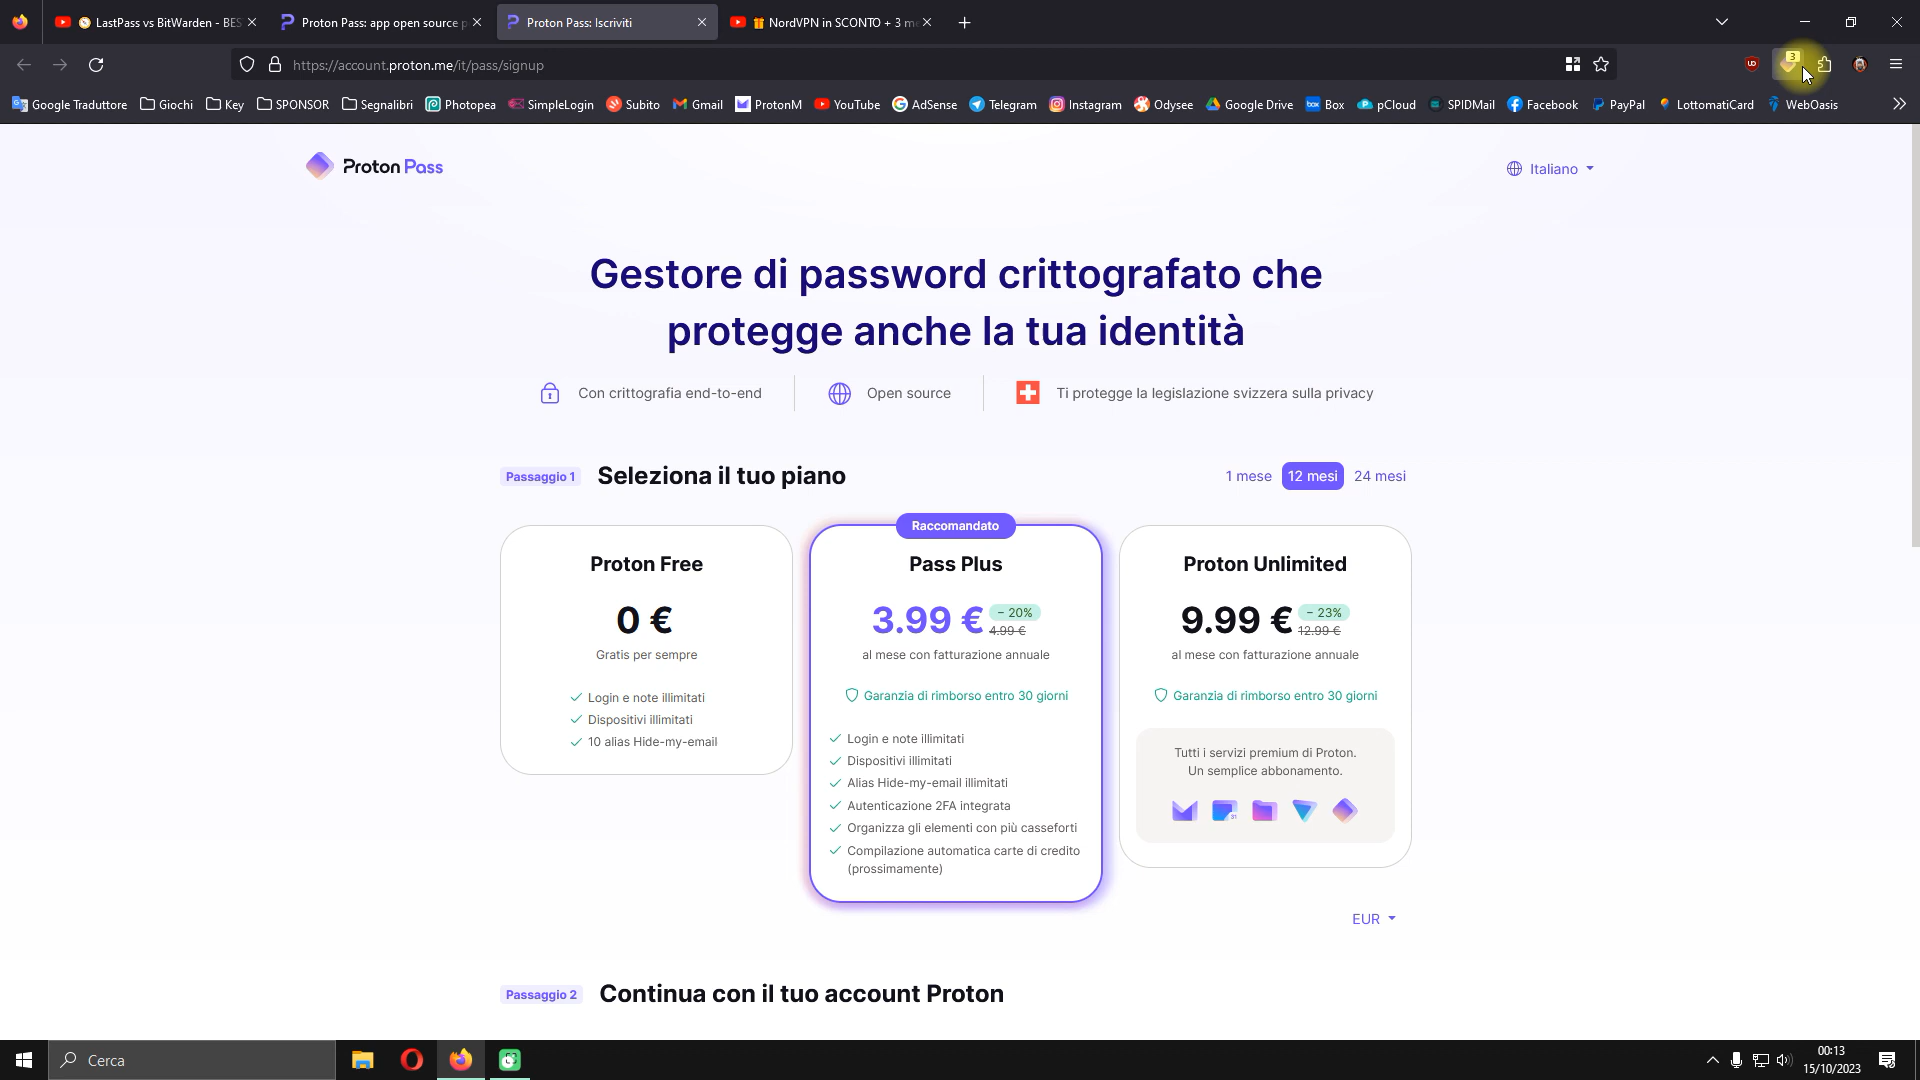 LastPass vs BitWarden - BES
Proton Pass: app open source p
Proton Pass: Iscriviti
NordVPN in SCONTO + 3 m
https://account.proton.me/it/pass/signup
3
Google Traduttore
Giochi
Key
SPONSOR
Segnalibri
Photopea
SimpleLogin
Subito
Gmail
ProtonM
YouTube
AdSense
Telegram
Instagram
Odysee
Google Drive
Box
pCloud
SPIDMail
Facebook
PayPal
LottomatiCard
WebOasis
Proton Pass
Italiano
Gestore di password crittografato che
protegge anche la tua identità
Con crittografia end-to-end
Open source
Ti protegge la legislazione svizzera sulla privacy
Passaggio 1
Seleziona il tuo piano
1 mese
12 mesi
24 mesi
Proton Free
0 €
Gratis per sempre
Login e note illimitati
Dispositivi illimitati
10 alias Hide-my-email
Raccomandato
Pass Plus
3.99 €
− 20%
4.99 €
al mese con fatturazione annuale
Garanzia di rimborso entro 30 giorni
Login e note illimitati
Dispositivi illimitati
Alias Hide-my-email illimitati
Autenticazione 2FA integrata
Organizza gli elementi con più casseforti
Compilazione automatica carte di credito
(prossimamente)
Proton Unlimited
9.99 €
− 23%
12.99 €
al mese con fatturazione annuale
Garanzia di rimborso entro 30 giorni
Tutti i servizi premium di Proton.
Un semplice abbonamento.
EUR
Passaggio 2
Continua con il tuo account Proton
Cerca
00:13
15/10/2023